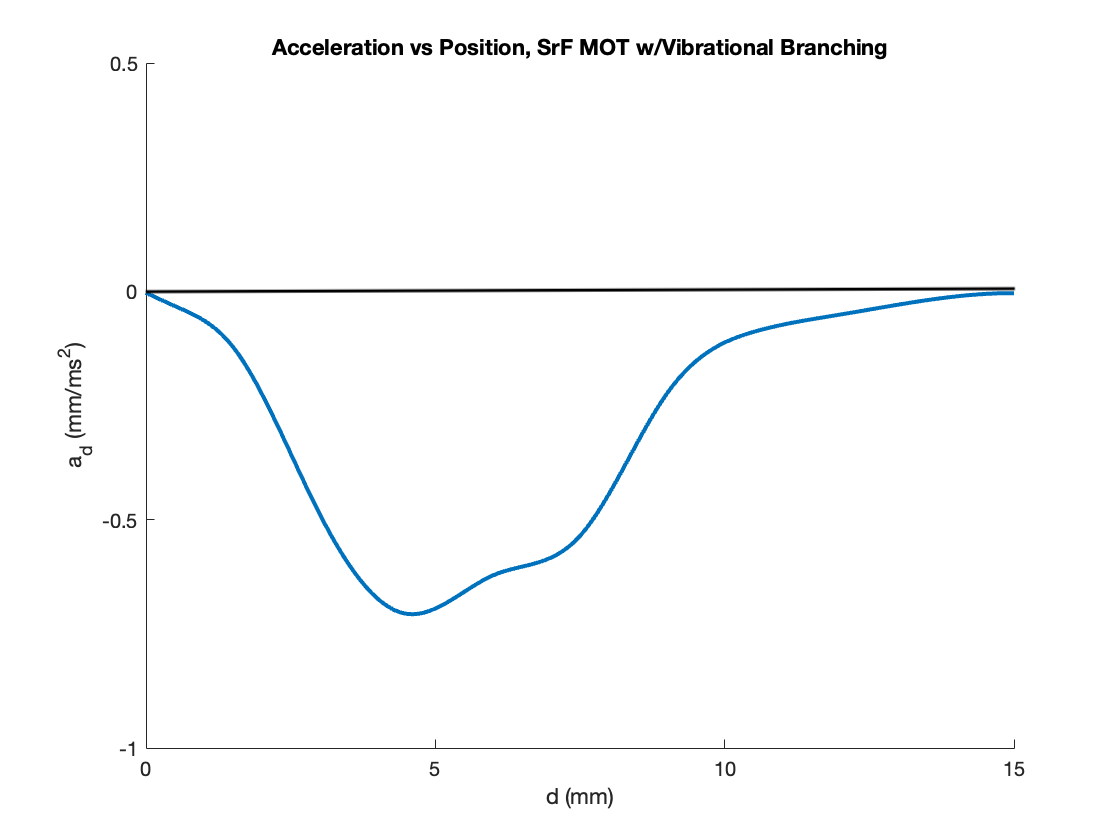 Acceleration vs Position, SrF MOT w/Vibrational Branching
0.5
0
-0.5
-1
a_d (mm/ms^2)
0 5 10 15
d (mm)